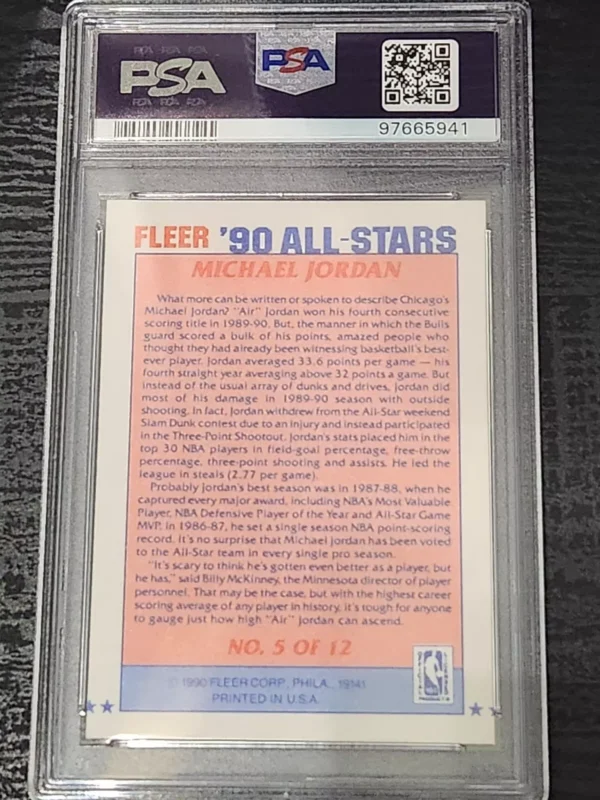 PSA PSA PSA
PSA
PSA PSA PSA
PSA
97665941
FLEER '90 ALL-STARS
MICHAEL JORDAN
What more can be written or spoken to describe Chicago's
Michael Jordan? "Air" Jordan won his fourth consecutive
scoring title in 1989-90. But, the manner in which the Bulls
guard scored a bulk of his points, amazed people who
thought they had already been witnessing basketball's best-
ever player. Jordan averaged 33.6 points per game — his
fourth straight year averaging above 32 points a game. But
instead of the usual array of dunks and drives, Jordan did
most of his damage in 1989-90 season with outside
shooting. In fact, Jordan withdrew from the All-Star weekend
Slam Dunk contest due to an injury and instead participated
in the Three-Point Shootout. Jordan's stats placed him in the
top 30 NBA players in field-goal percentage, free-throw
percentage, three-point shooting and assists. He led the
league in steals (2.77 per game).
Probably Jordan's best season was in 1987-88, when he
captured every major award, including NBA's Most Valuable
Player, NBA Defensive Player of the Year and All-Star Game
MVP. In 1986-87, he set a single season NBA point-scoring
record. It's no surprise that Michael Jordan has been voted
to the All-Star team in every single pro season.
"It's scary to think he's gotten even better as a player, but
he has," said Billy McKinney, the Minnesota director of player
personnel. That may be the case, but with the highest career
scoring average of any player in history, it's tough for anyone
to gauge just how high "Air" Jordan can ascend.
NO. 5 OF 12
© 1990 FLEER CORP., PHILA., 19141
PRINTED IN U.S.A.
NBA